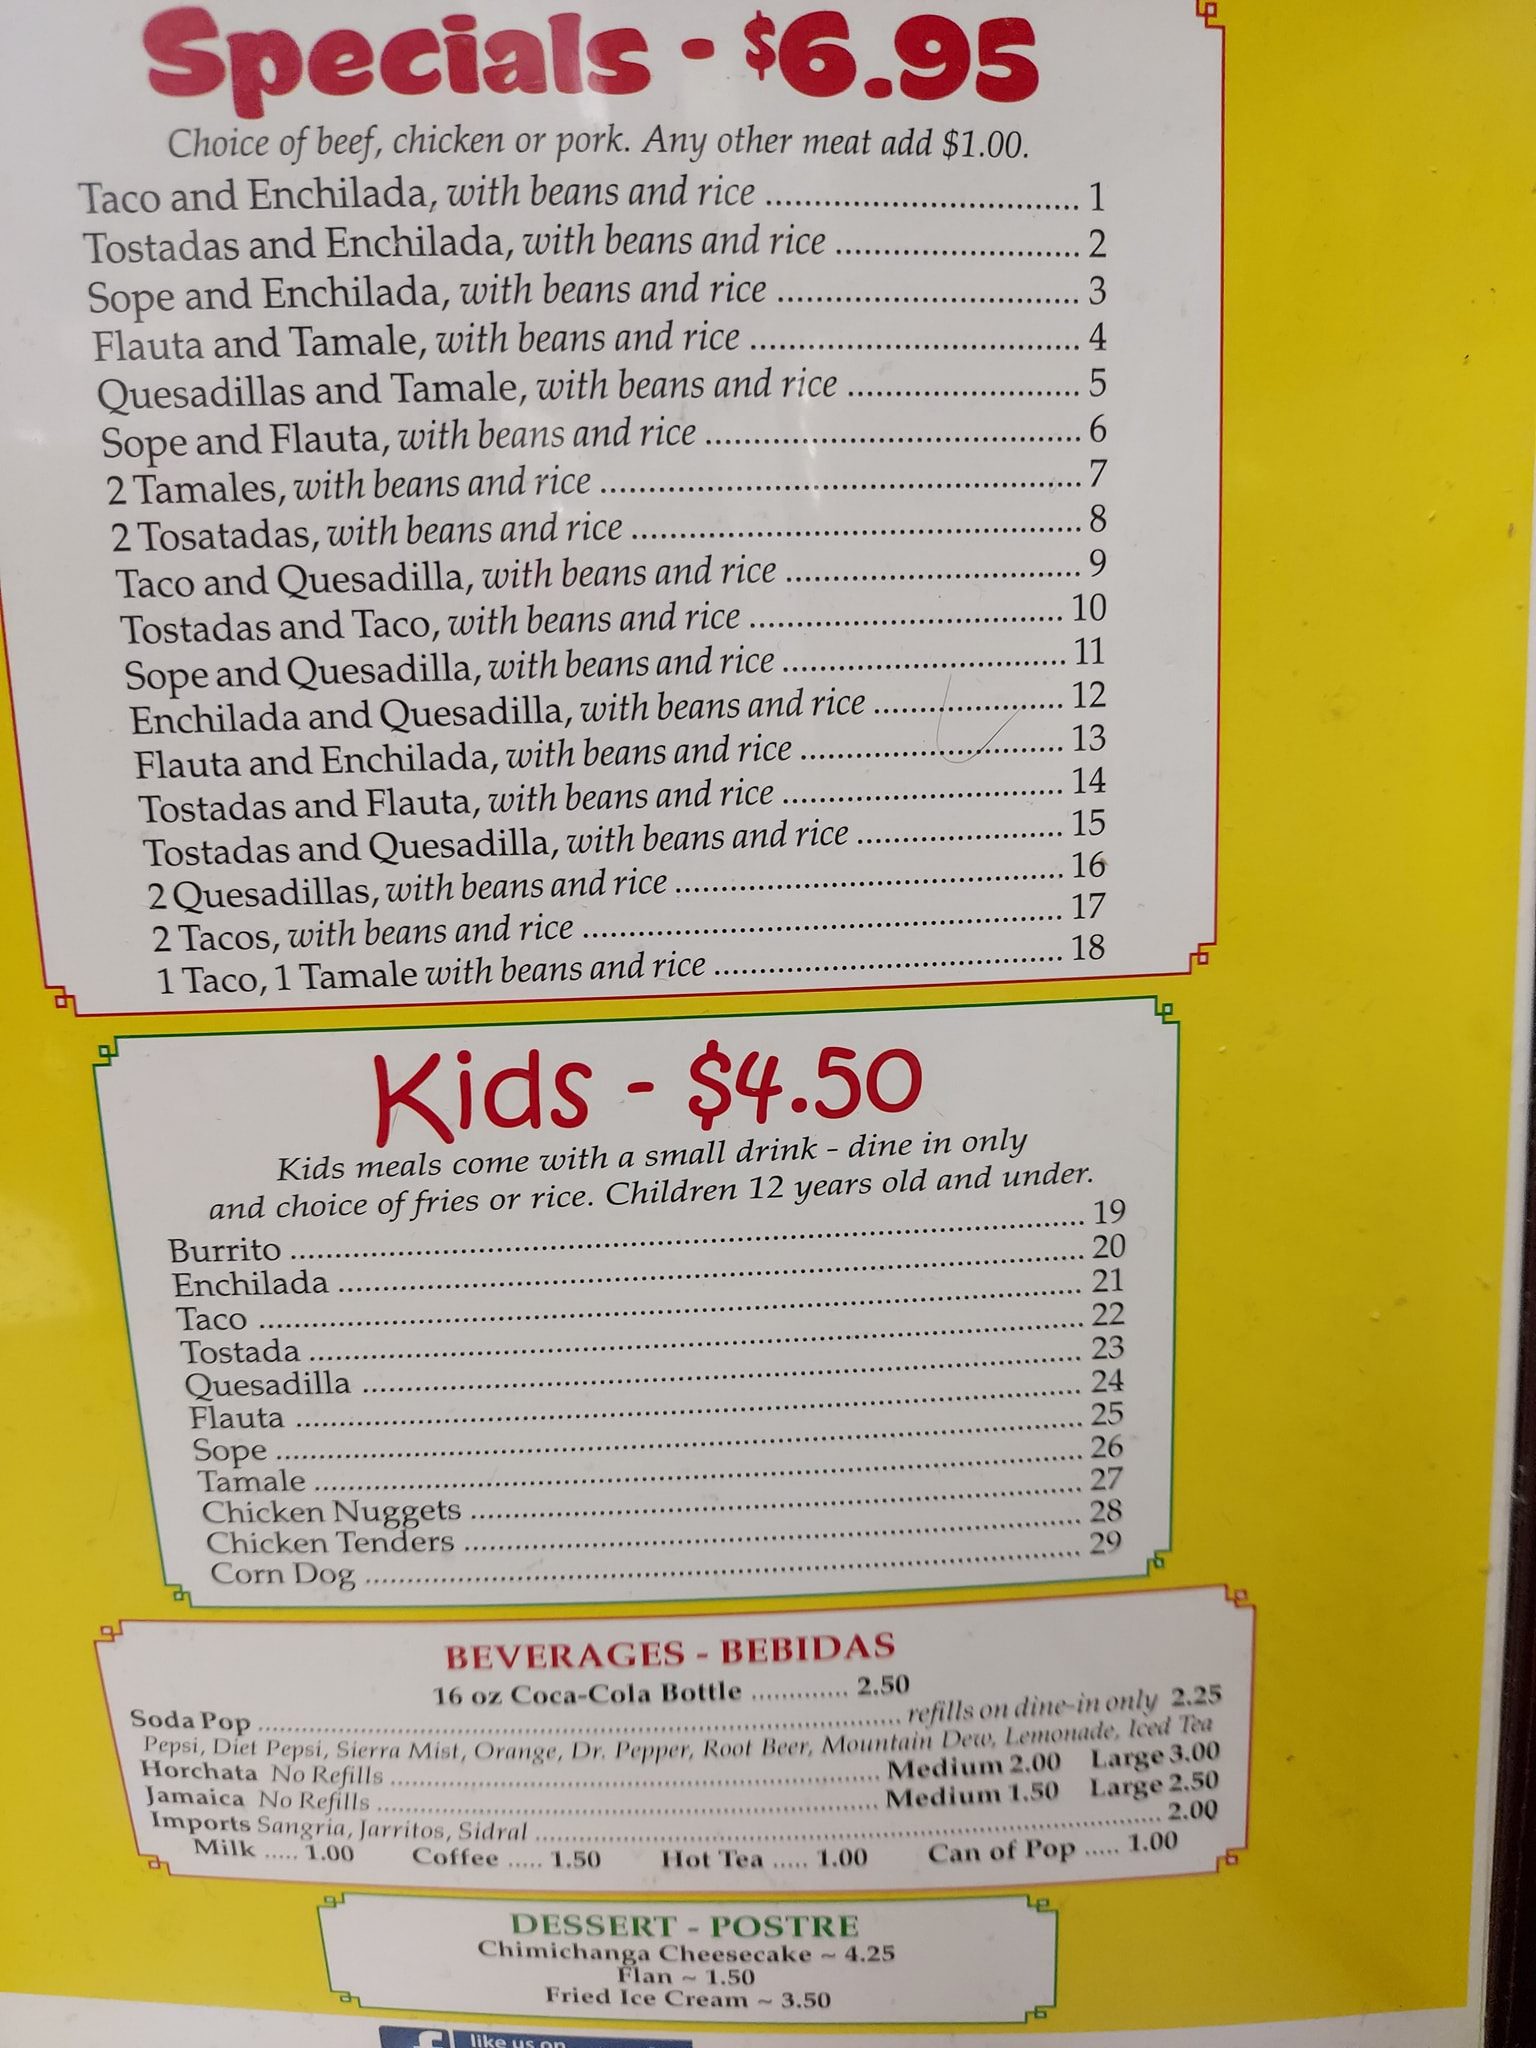 Specials - $6.95
Choice of beef, chicken or pork. Any other meat add $1.00.
Taco and Enchilada, with beans and rice ........ 1
Tostadas and Enchilada, with beans and rice ........ 2
Sope and Enchilada, with beans and rice ........ 3
Flauta and Tamale, with beans and rice ........ 4
Quesadillas and Tamale, with beans and rice ........ 5
Sope and Flauta, with beans and rice ........ 6
2 Tamales, with beans and rice ........ 7
2 Tosatadas, with beans and rice ........ 8
Taco and Quesadilla, with beans and rice ........ 9
Tostadas and Taco, with beans and rice ........ 10
Sope and Quesadilla, with beans and rice ........ 11
Enchilada and Quesadilla, with beans and rice ........ 12
Flauta and Enchilada, with beans and rice ........ 13
Tostadas and Flauta, with beans and rice ........ 14
Tostadas and Quesadilla, with beans and rice ........ 15
2 Quesadillas, with beans and rice ........ 16
2 Tacos, with beans and rice ........ 17
1 Taco, 1 Tamale with beans and rice ........ 18
Kids - $4.50
Kids meals come with a small drink - dine in only
and choice of fries or rice. Children 12 years old and under.
Burrito ........ 19
Enchilada ........ 20
Taco ........ 21
Tostada ........ 22
Quesadilla ........ 23
Flauta ........ 24
Sope ........ 25
Tamale ........ 26
Chicken Nuggets ........ 27
Chicken Tenders ........ 28
Corn Dog ........ 29
BEVERAGES - BEBIDAS
16 oz Coca-Cola Bottle ............. 2.50
Soda Pop ........ refills on dine-in only 2.25
Pepsi, Diet Pepsi, Sierra Mist, Orange, Dr. Pepper, Root Beer, Mountain Dew, Lemonade, Iced Tea
Horchata No Refills ........ Medium 2.00 Large 3.00
Jamaica No Refills ........ Medium 1.50 Large 2.50
Imports Sangria, Jarritos, Sidral ........ 2.00
Milk ..... 1.00 Coffee ..... 1.50 Hot Tea ..... 1.00 Can of Pop ..... 1.00
DESSERT - POSTRE
Chimichanga Cheesecake ~ 4.25
Flan ~ 1.50
Fried Ice Cream ~ 3.50
f like us on